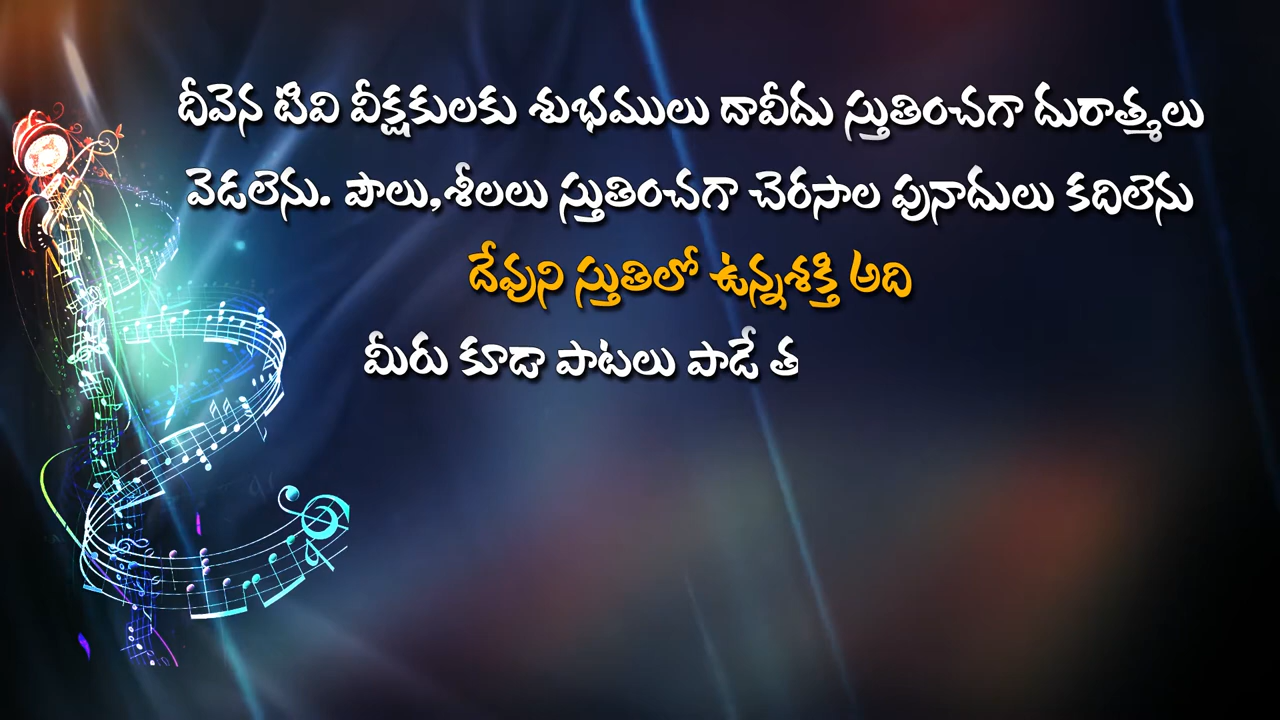 దీవెన టివి వీక్షకులకు శుభములు దావీదు స్తుతించగా దురాత్మలు
వెడలెను. పౌలు,శీలలు స్తుతించగా చెరసాల పునాదులు కదిలెను
దేవుని స్తుతిలో ఉన్నశక్తి అది
మీరు కూడా పాటలు పాడే త